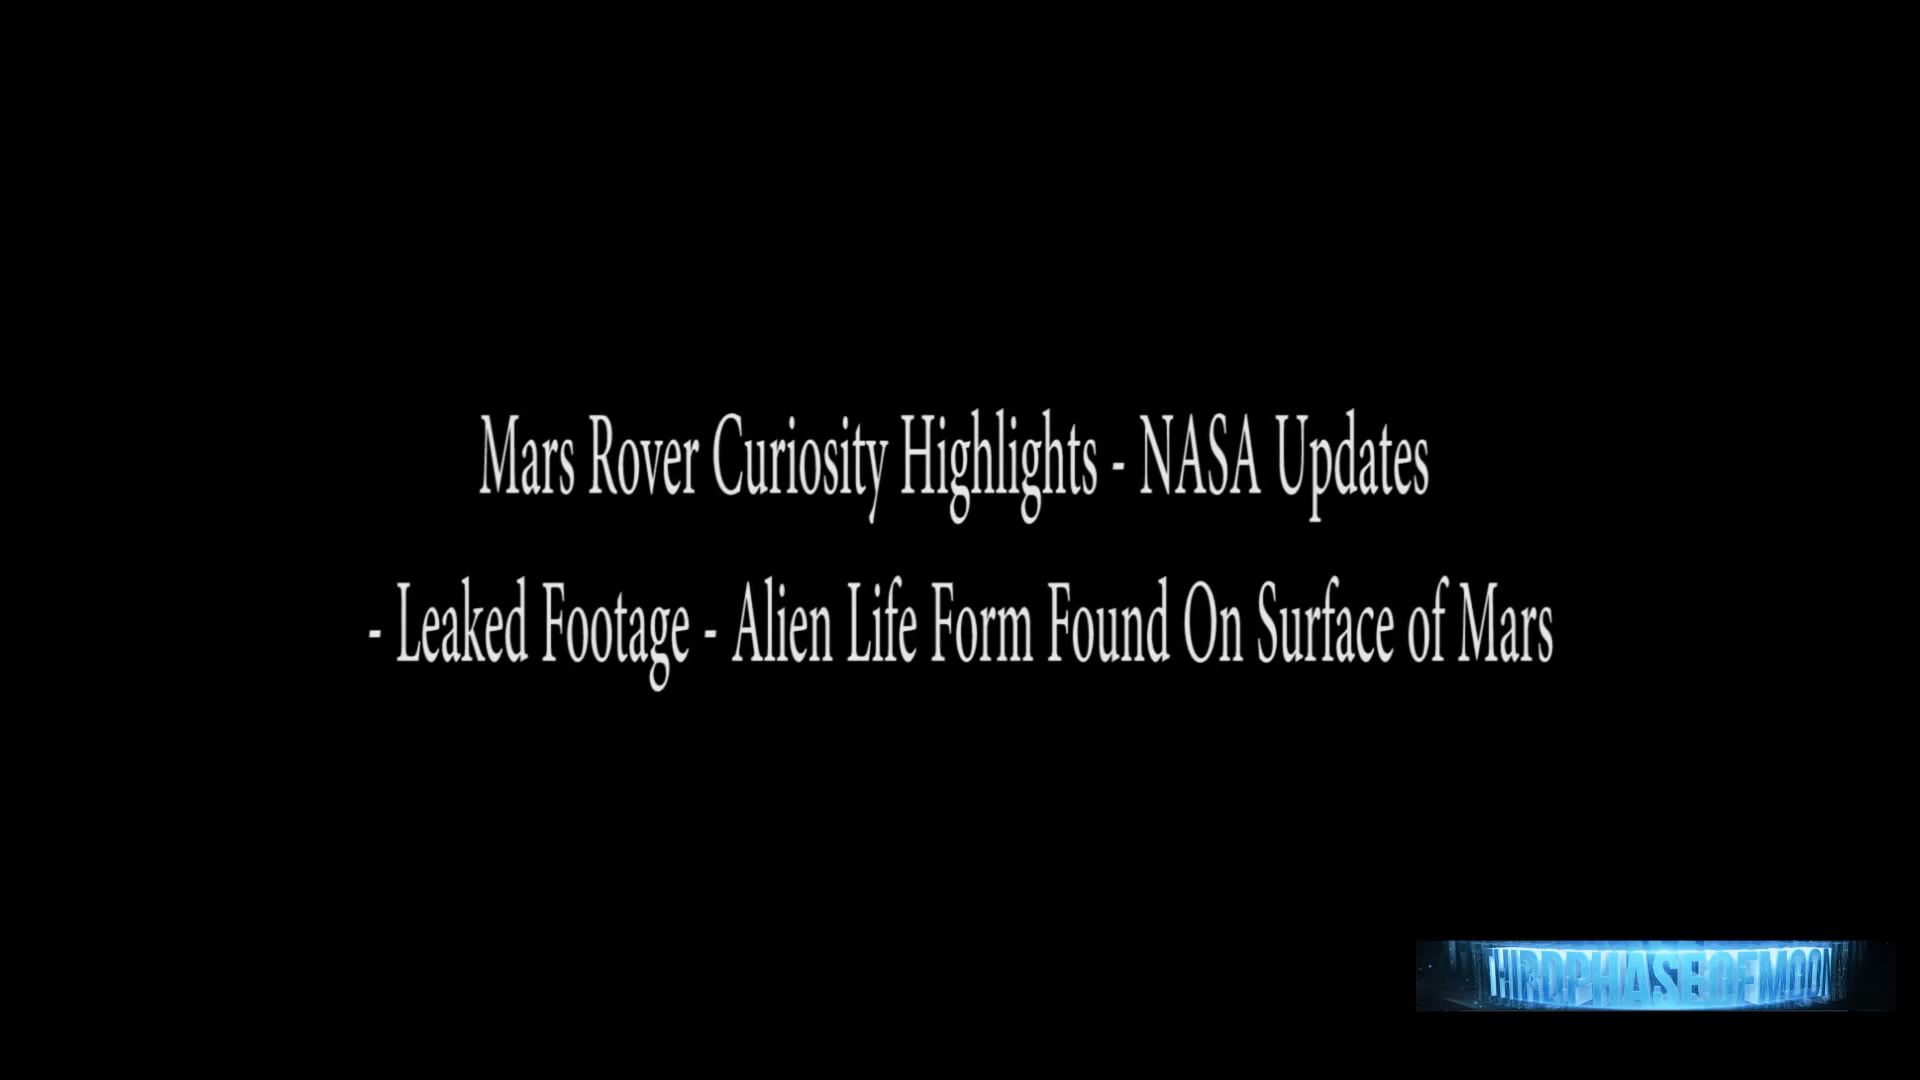 Mars Rover Curiosity Highlights - NASA Updates
- Leaked Footage - Alien Life Form Found On Surface of Mars
THIRDPHASEOFMOON